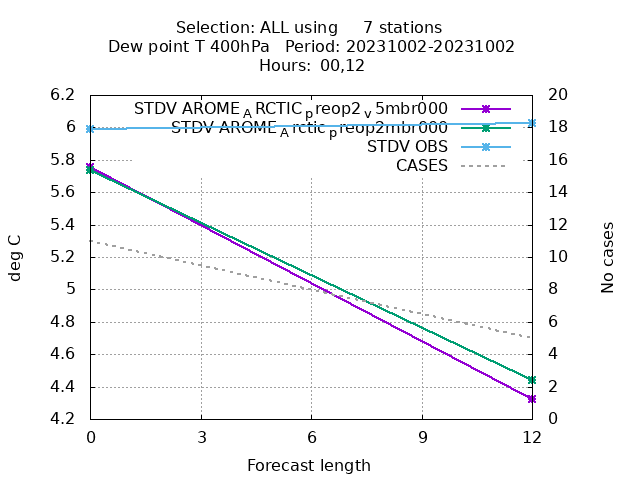 Selection: ALL using 7 stations
Dew point T 400hPa Period: 20231002-20231002
Hours: 00,12
6.2
6
5.8
5.6
5.4
5.2
5
4.8
4.6
4.4
4.2
deg C
STDV AROME_ARCTIC_preop2_v5mbr000
STDV AROME_Arctic_preop2mbr000
STDV OBS
CASES
20
18
16
14
12
10
8
6
4
2
0
No cases
0 3 6 9 12
Forecast length